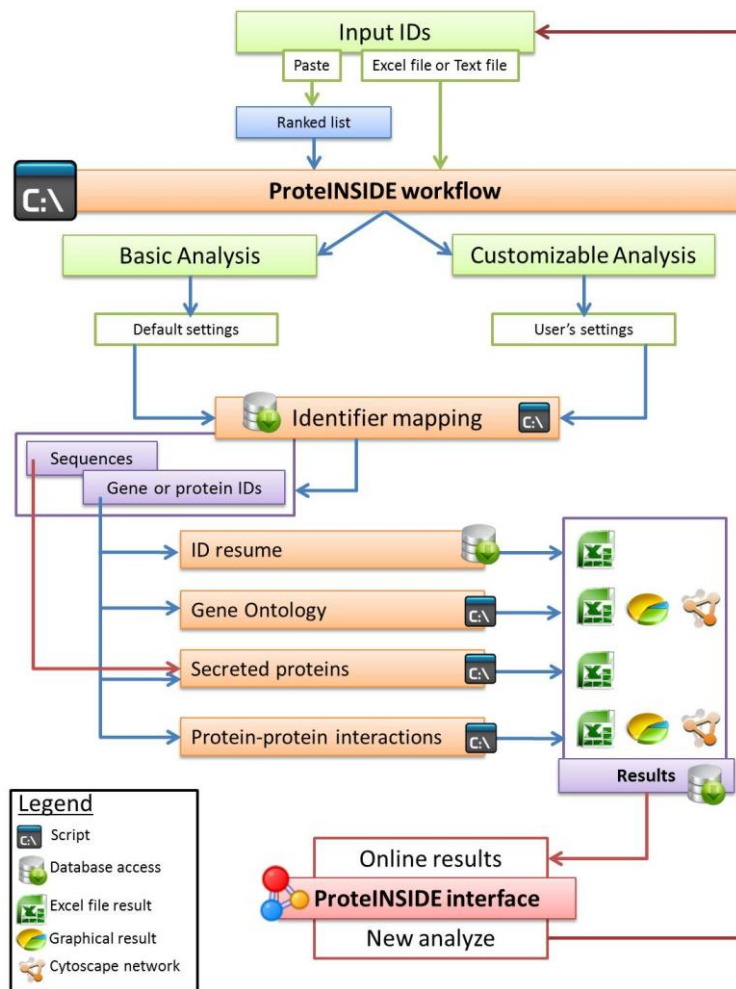 Input IDs
Paste
Excel file or Text file
Ranked list
C:\
ProteINSIDE workflow
Basic Analysis
Customizable Analysis
Default settings
User's settings
Identifier mapping
C:\
Sequences
Gene or protein IDs
ID resume
Gene Ontology
C:\
Secreted proteins
C:\
Protein-protein interactions
C:\
Results
Legend
C:\ Script
Database access
Excel file result
Graphical result
Cytoscape network
Online results
ProteINSIDE interface
New analyze